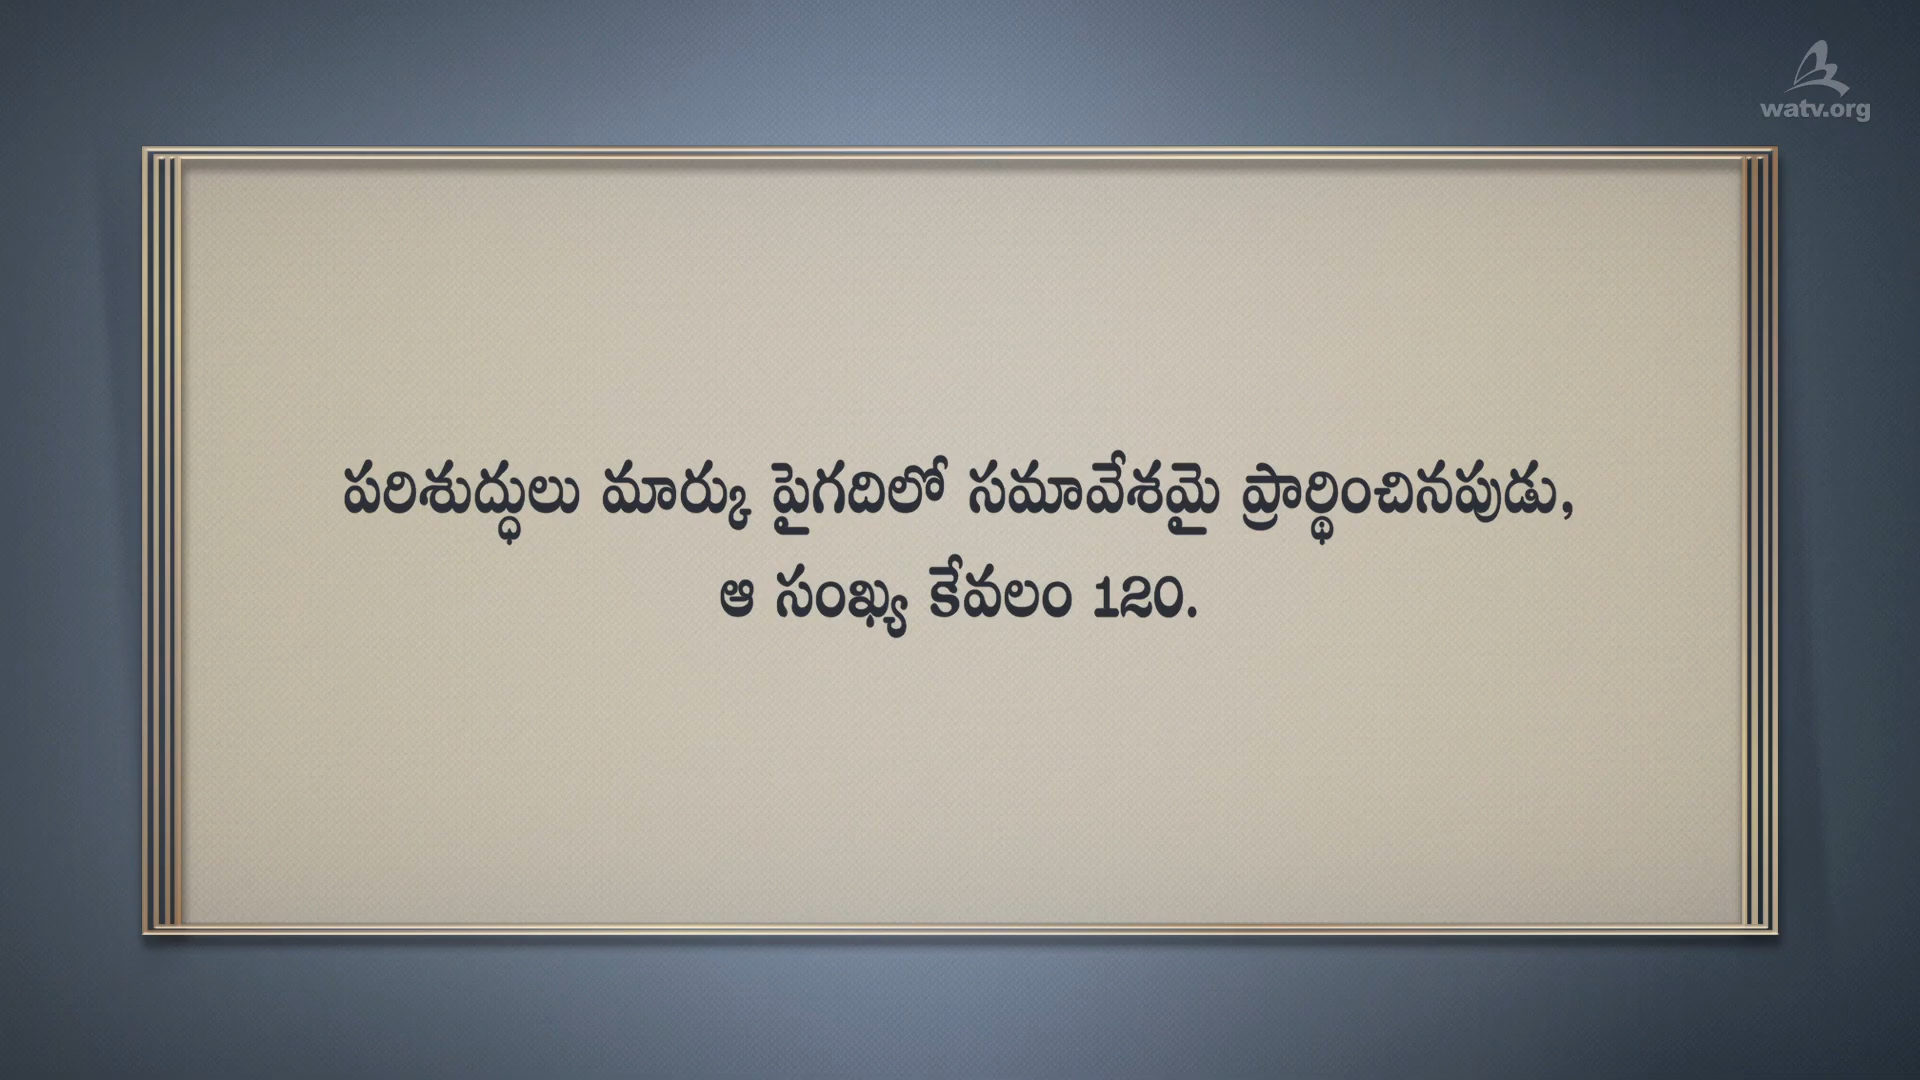 watv.org
పరిశుద్ధులు మార్కు పైగదిలో సమావేశమై ప్రార్థించినపుడు,
ఆ సంఖ్య కేవలం 120.